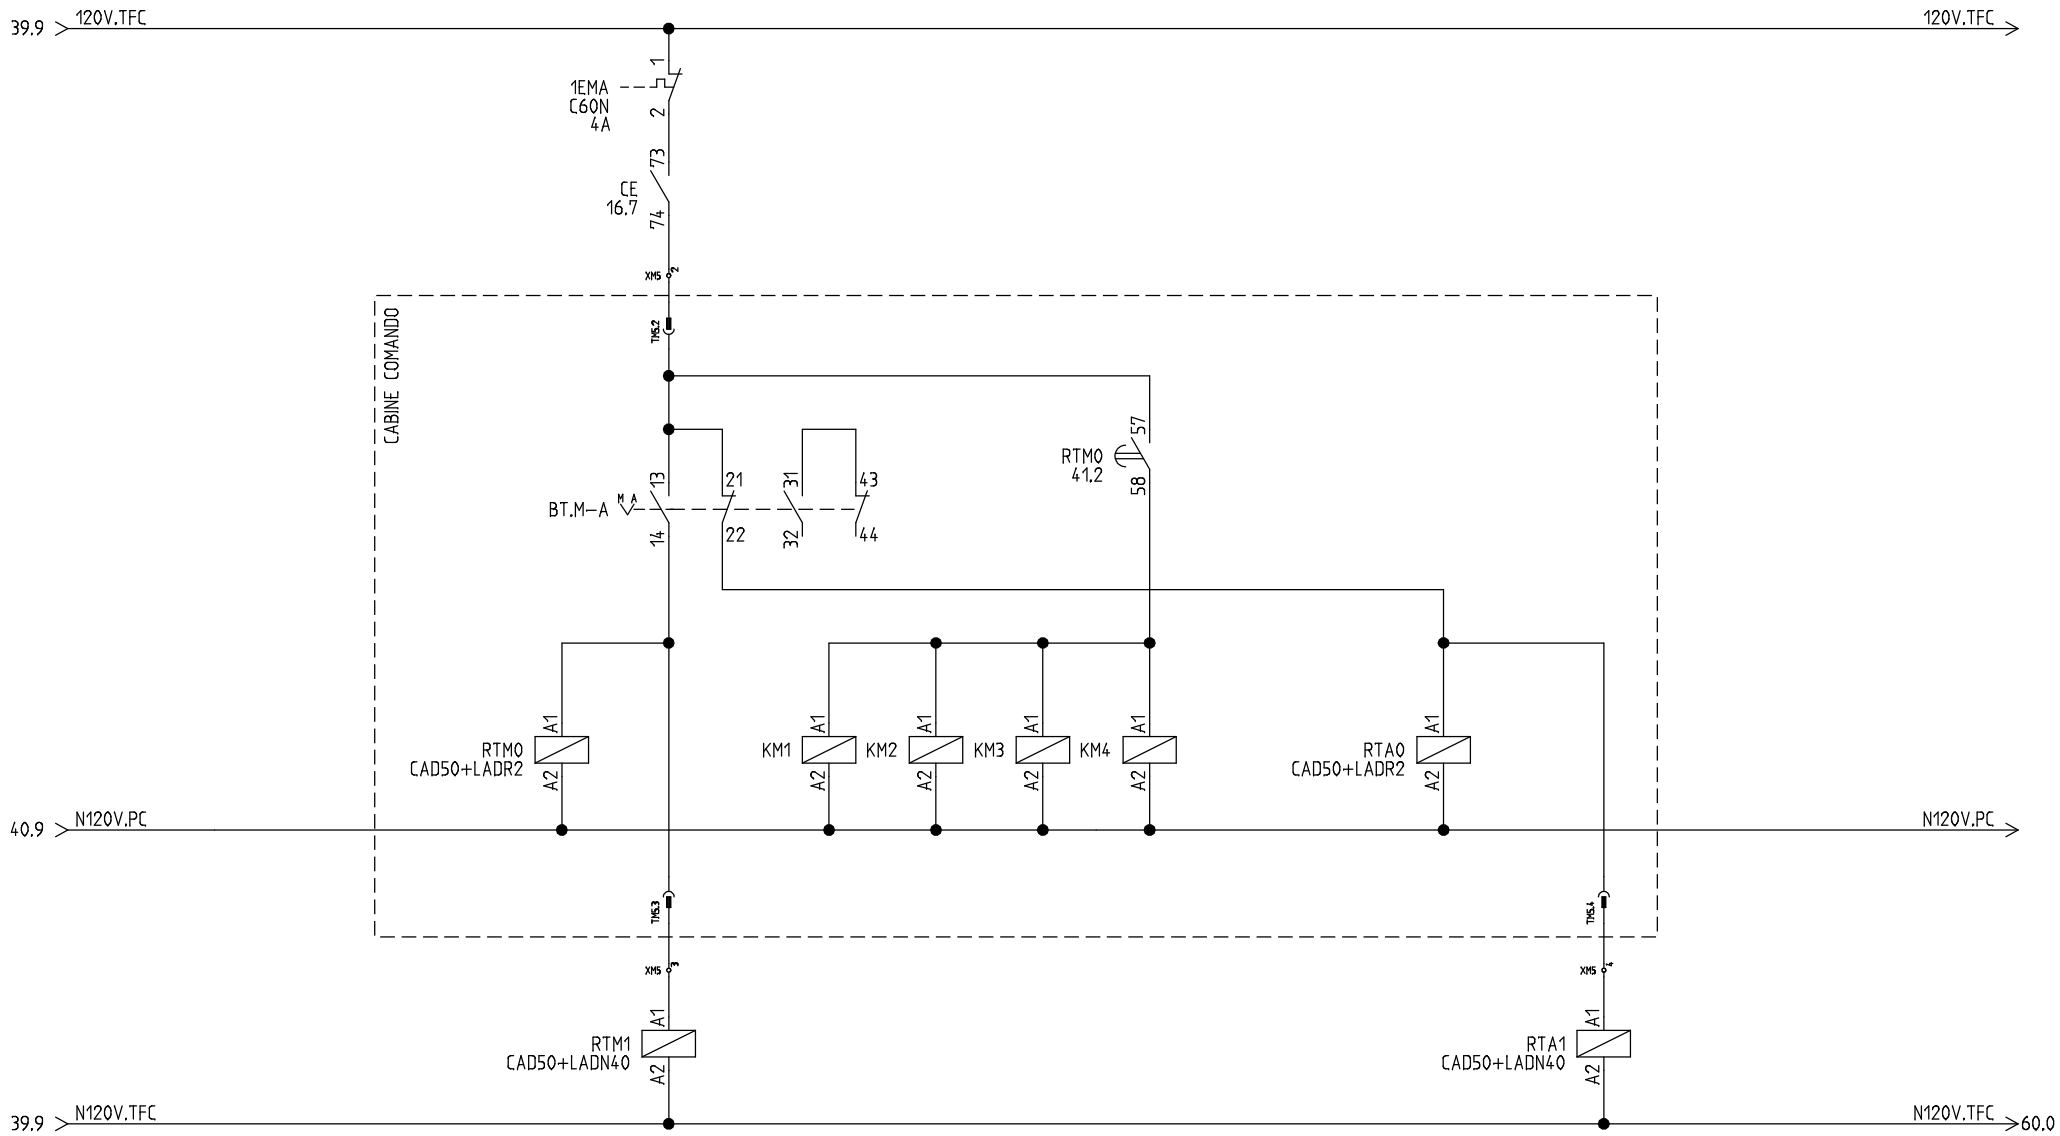 39.9
120V.TFC
120V.TFC
1
1EMA
C60N
4A
2
73
CE
16.7
74
XM5
2
CABINE COMANDO
TM5.2
57
RTM0
41.2
58
13
21
31
43
BT.M-A
M A
14
22
32
44
A1
A1
A1
A1
A1
A1
RTM0
CAD50+LADR2
KM1
KM2
KM3
KM4
RTA0
CAD50+LADR2
A2
A2
A2
A2
A2
A2
40.9
N120V.PC
N120V.PC
TM5.3
TM5.4
XM5
3
XM5
4
A1
A1
RTM1
CAD50+LADN40
RTA1
CAD50+LADN40
A2
A2
39.9
N120V.TFC
N120V.TFC
60.0